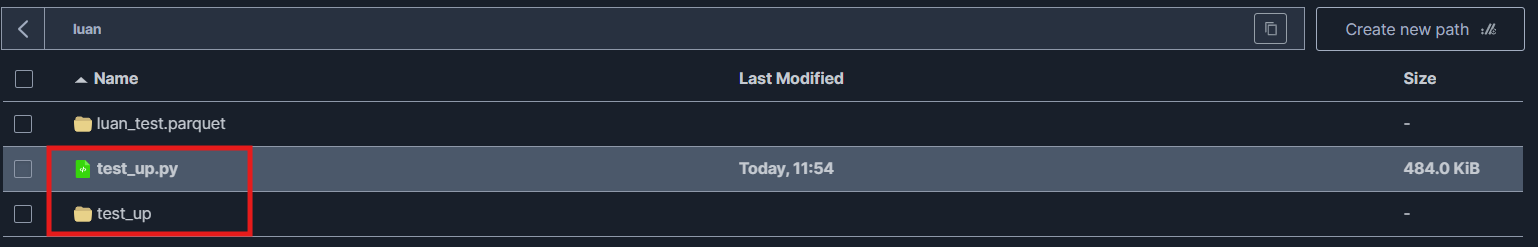 luan
Create new path
Name Last Modified Size
luan_test.parquet -
test_up.py Today, 11:54 484.0 KiB
test_up -